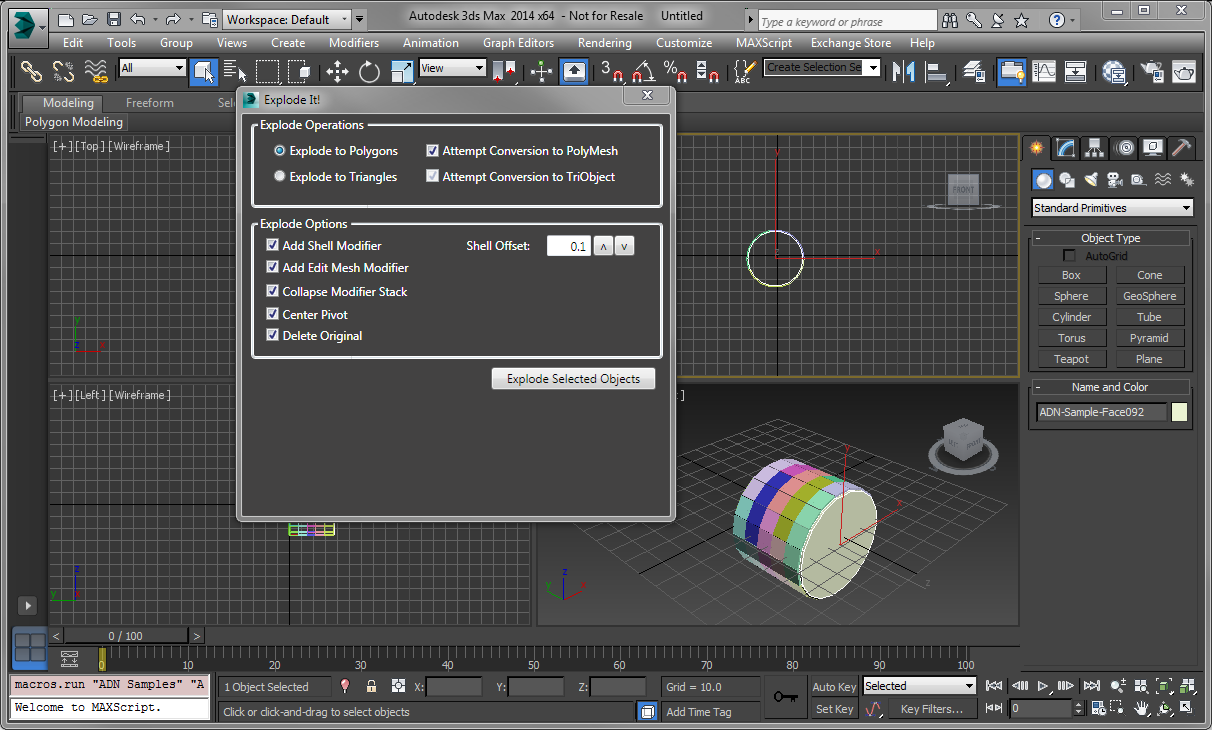 Workspace: Default
Autodesk 3ds Max 2014 x64 - Not for Resale Untitled
Type a keyword or phrase
Edit Tools Group Views Create Modifiers Animation Graph Editors Rendering Customize MAXScript Exchange Store Help
All
View
3
%
ABC
Create Selection Se
Modeling Freeform Sel
Polygon Modeling
Explode It!
Explode Operations
Explode to Polygons
Attempt Conversion to PolyMesh
Explode to Triangles
Attempt Conversion to TriObject
Explode Options
Add Shell Modifier
Shell Offset: 0.1
Add Edit Mesh Modifier
Collapse Modifier Stack
Center Pivot
Delete Original
Explode Selected Objects
[+][Top][Wireframe]
y
z x
FRONT
y
z x
[+][Left][Wireframe]
z
y x
y
x
z
z
y x
Standard Primitives
- Object Type
AutoGrid
Box Cone
Sphere GeoSphere
Cylinder Tube
Torus Pyramid
Teapot Plane
- Name and Color
ADN-Sample-Face092
< 0 / 100 >
0 10 20 30 40 50 60 70 80 90 100
macros.run "ADN Samples" "A
Welcome to MAXScript.
1 Object Selected
X: Y: Z:
Grid = 10.0
Click or click-and-drag to select objects
Add Time Tag
Auto Key
Selected
Set Key
Key Filters...
0